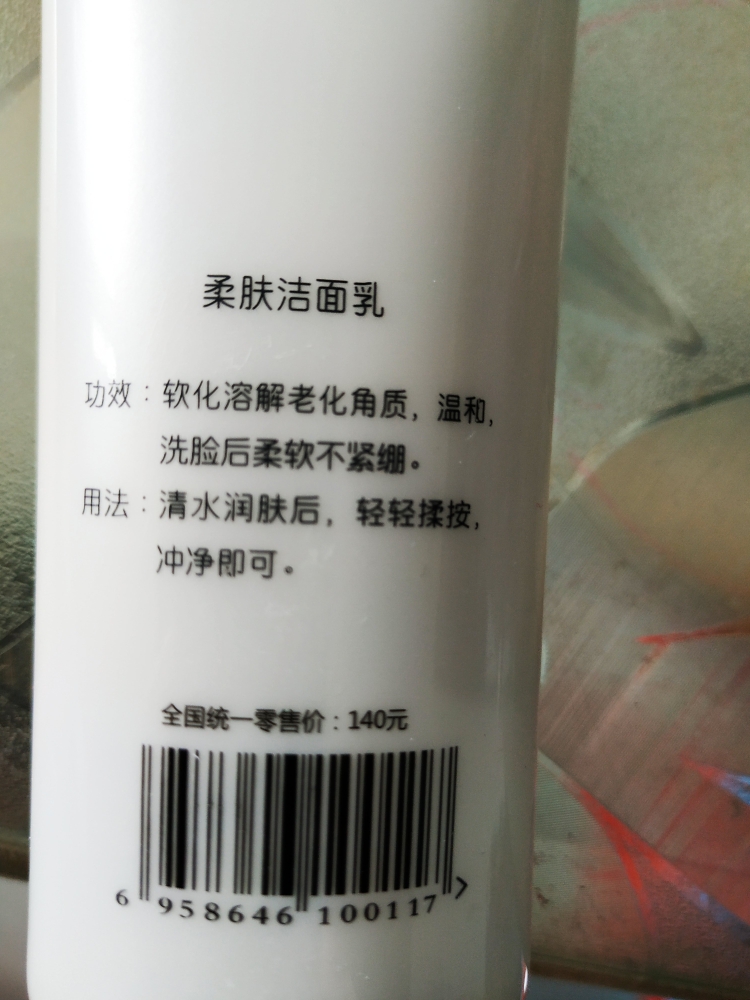 柔肤洁面乳
功效：软化溶解老化角质，温和，
洗脸后柔软不紧绷。
用法：清水润肤后，轻轻揉按，
冲净即可。
全国统一零售价：140元
6 958646 100117 >